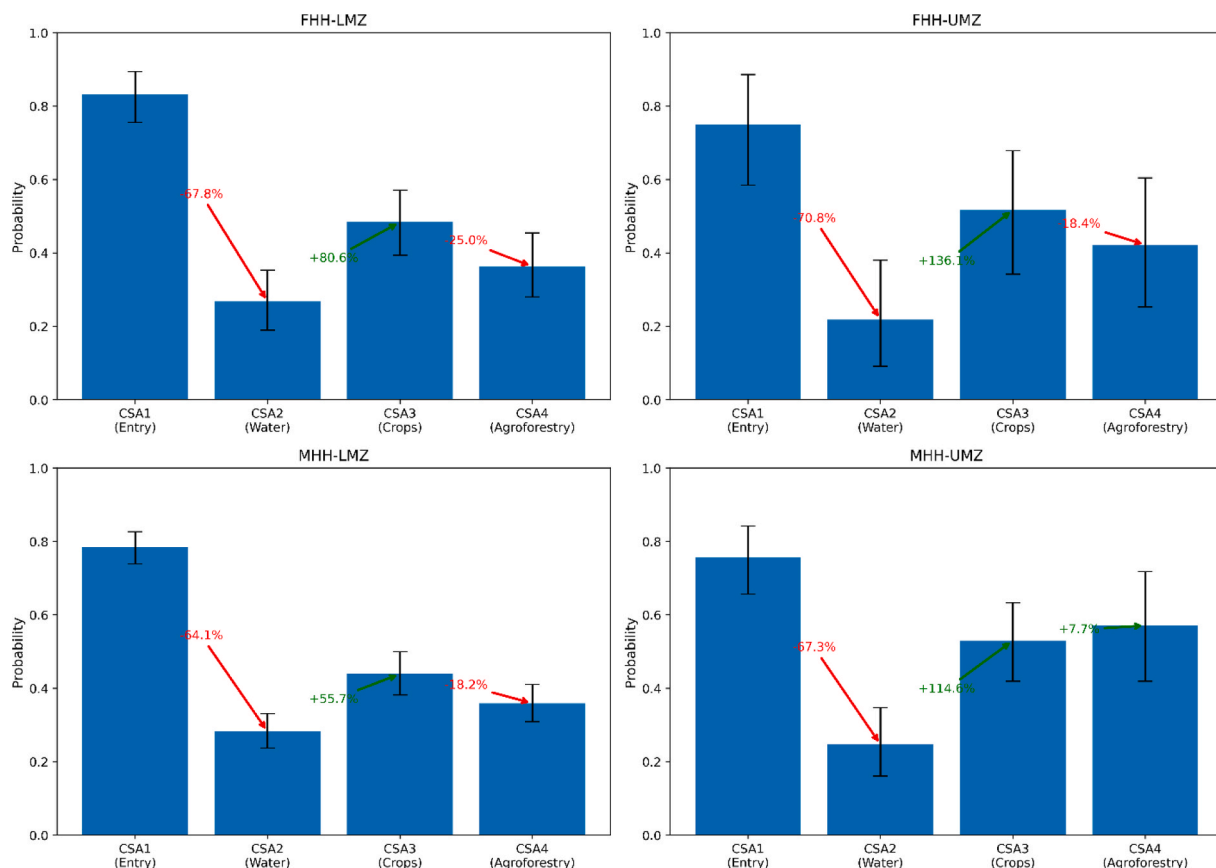 FHH-LMZ
1.0
0.8
0.6
0.4
0.2
0.0
Probability
-67.8%
+80.6%
-25.0%
CSA1
(Entry)
CSA2
(Water)
CSA3
(Crops)
CSA4
(Agroforestry)
FHH-UMZ
1.0
0.8
0.6
0.4
0.2
0.0
Probability
-70.8%
+136.1%
-18.4%
CSA1
(Entry)
CSA2
(Water)
CSA3
(Crops)
CSA4
(Agroforestry)
MHH-LMZ
1.0
0.8
0.6
0.4
0.2
0.0
Probability
-64.1%
+55.7%
-18.2%
CSA1
(Entry)
CSA2
(Water)
CSA3
(Crops)
CSA4
(Agroforestry)
MHH-UMZ
1.0
0.8
0.6
0.4
0.2
0.0
Probability
-67.3%
+114.6%
+7.7%
CSA1
(Entry)
CSA2
(Water)
CSA3
(Crops)
CSA4
(Agroforestry)